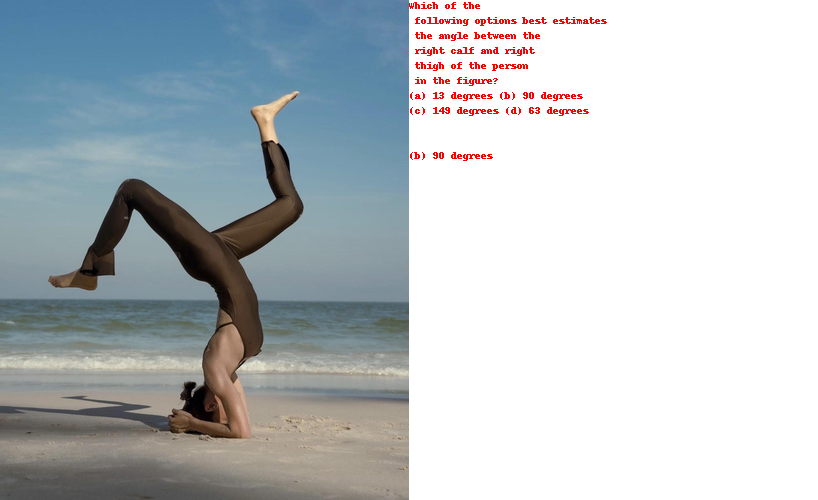 Which of the
following options best estimates
the angle between the
right calf and right
thigh of the person
in the figure?
(a) 13 degrees (b) 90 degrees
(c) 149 degrees (d) 63 degrees
(b) 90 degrees